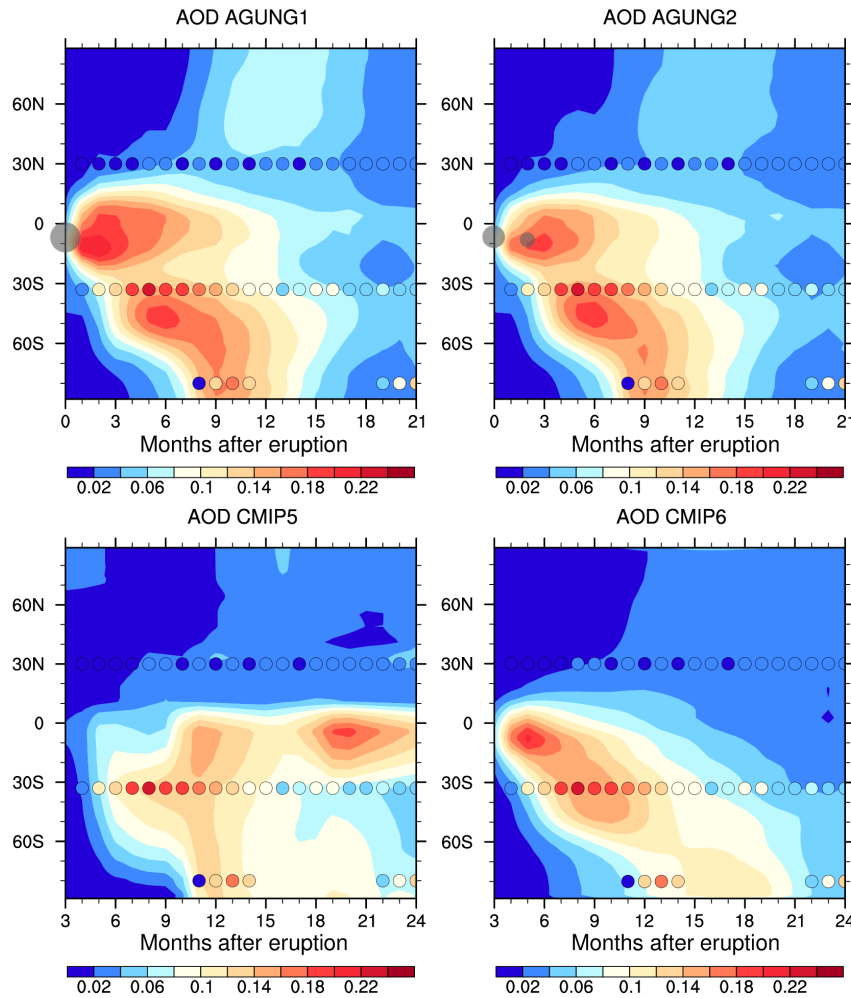 AOD AGUNG1
60N
30N
0
30S
60S
0 3 6 9 12 15 18 21
Months after eruption
0.02 0.06 0.1 0.14 0.18 0.22
AOD AGUNG2
60N
30N
0
30S
60S
0 3 6 9 12 15 18 21
Months after eruption
0.02 0.06 0.1 0.14 0.18 0.22
AOD CMIP5
60N
30N
0
30S
60S
3 6 9 12 15 18 21 24
Months after eruption
0.02 0.06 0.1 0.14 0.18 0.22
AOD CMIP6
60N
30N
0
30S
60S
3 6 9 12 15 18 21 24
Months after eruption
0.02 0.06 0.1 0.14 0.18 0.22